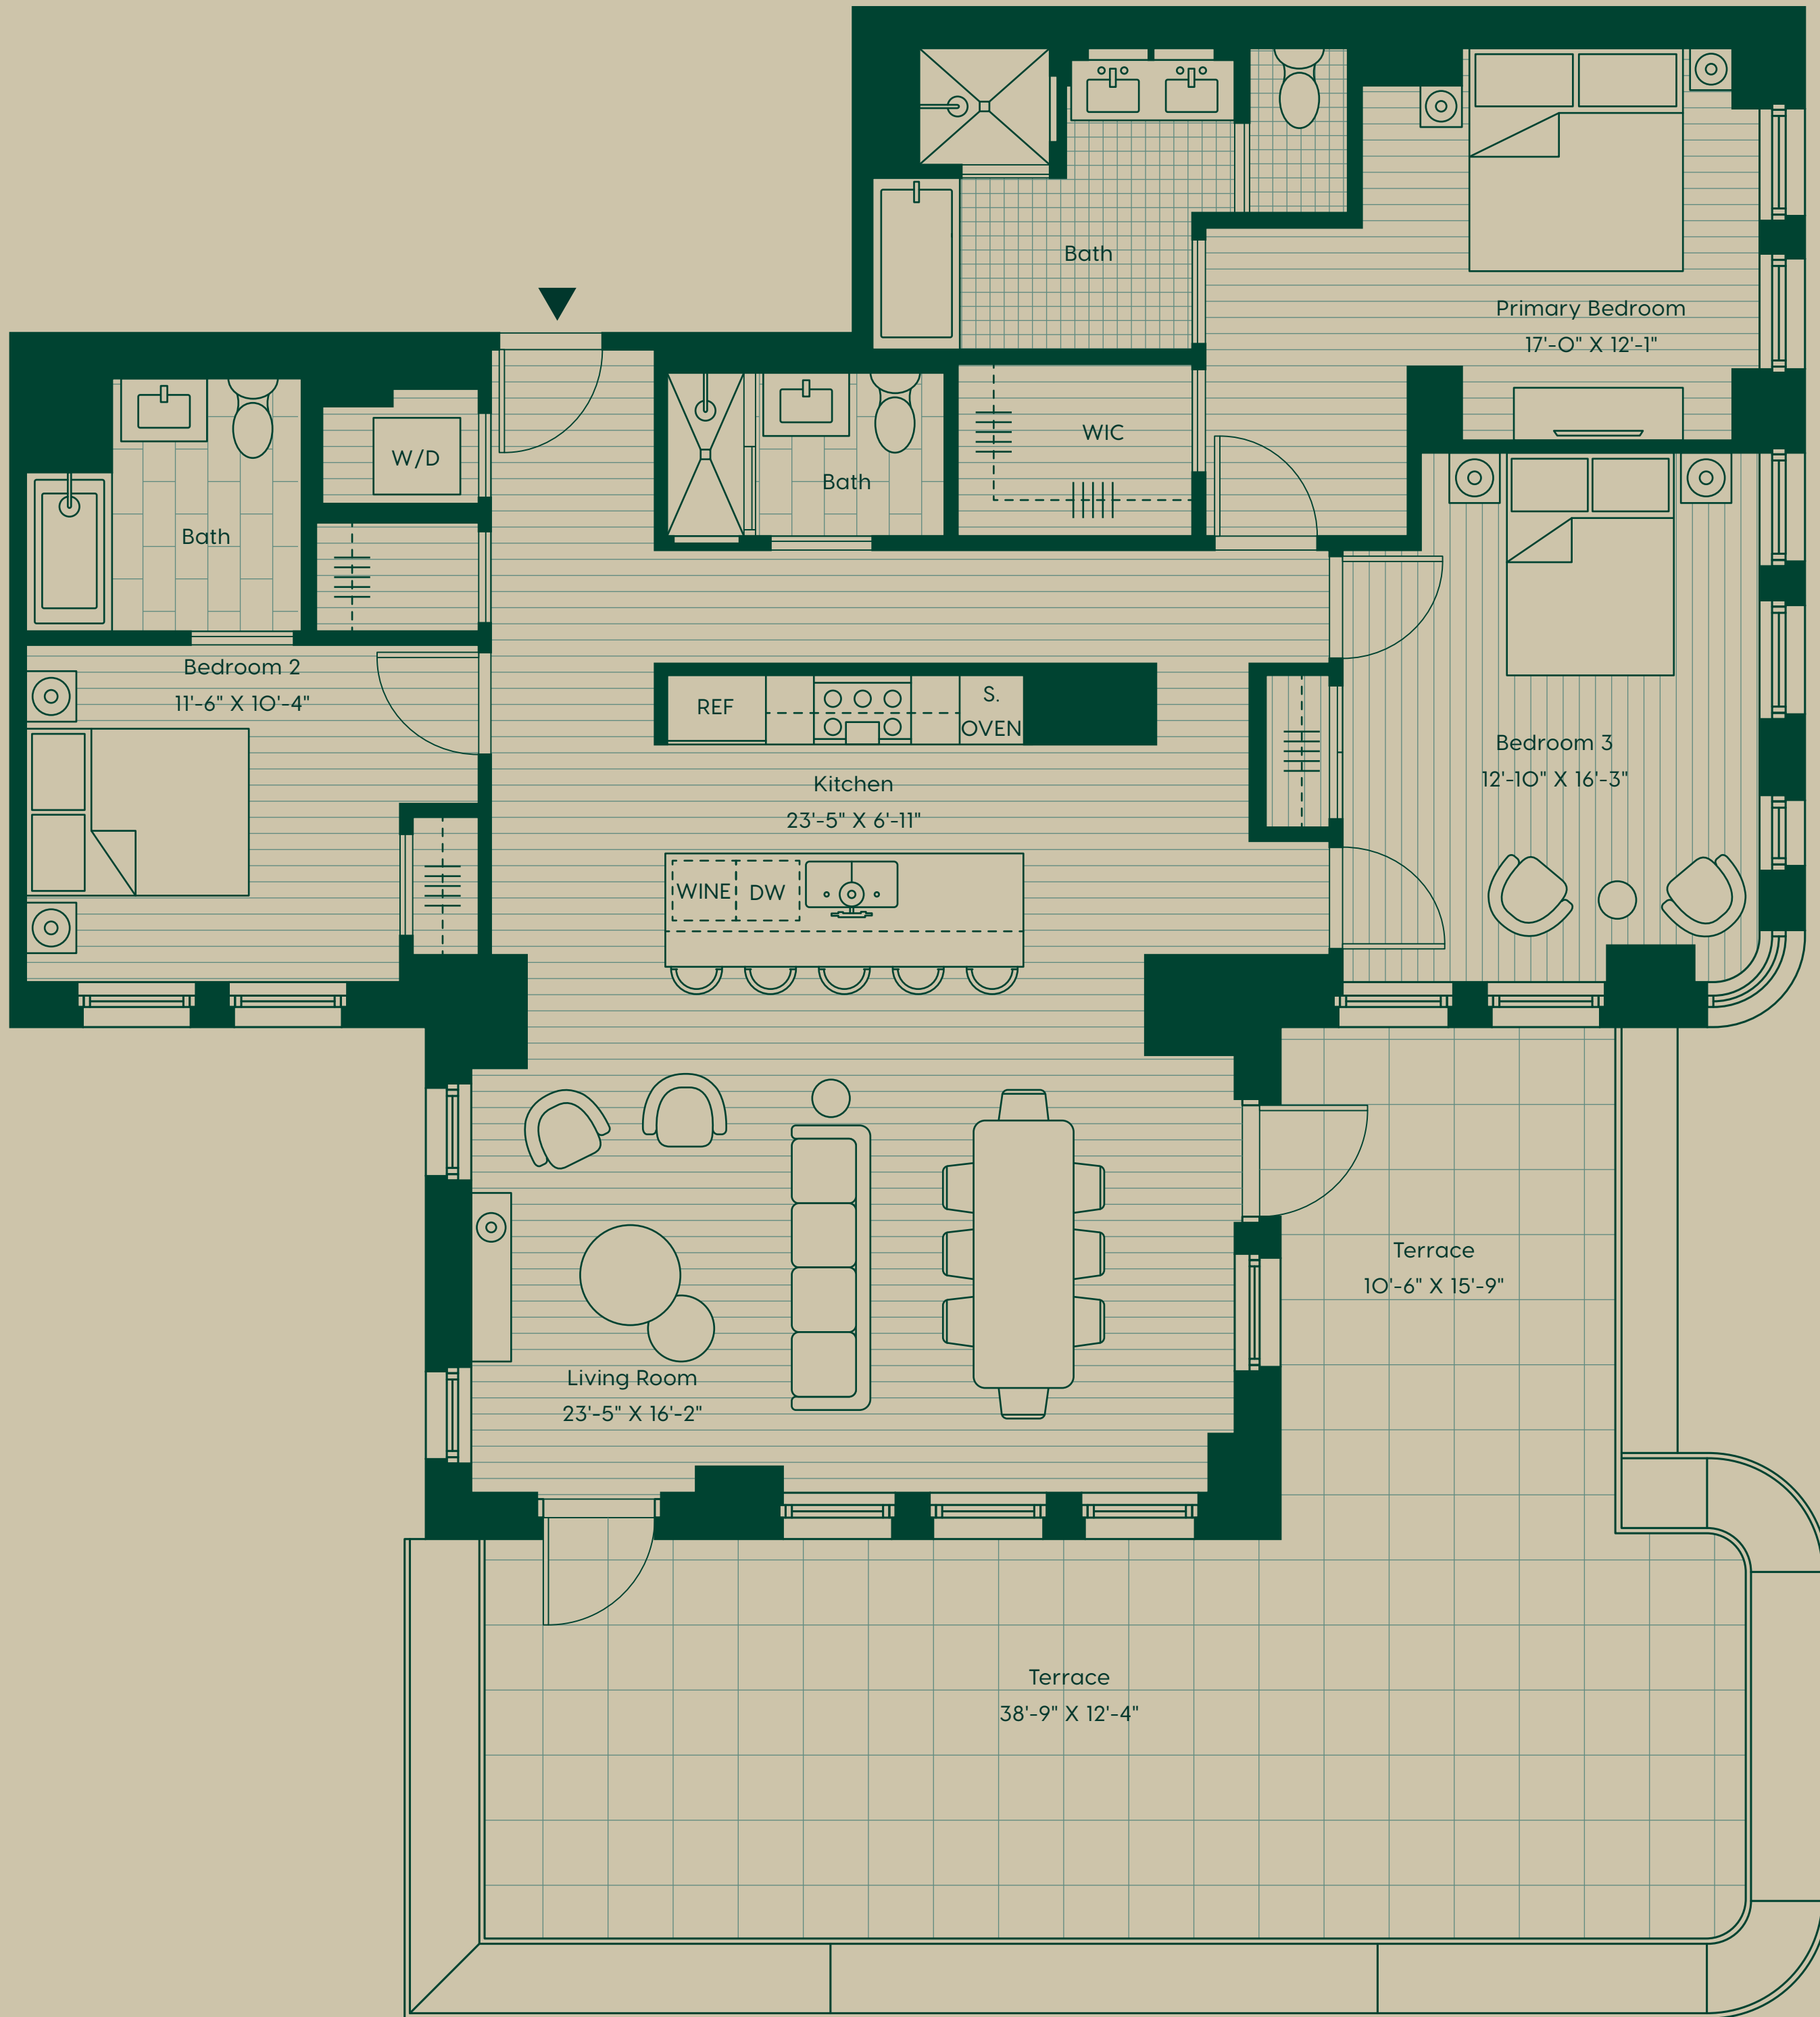 Bath
Primary Bedroom
17'-0" X 12'-1"
WIC
W/D
Bath
Bath
Bedroom 2
11'-6" X 10'-4"
REF
S.
OVEN
Bedroom 3
12'-10" X 16'-3"
Kitchen
23'-5" X 6'-11"
WINE
DW
Terrace
10'-6" X 15'-9"
Living Room
23'-5" X 16'-2"
Terrace
38'-9" X 12'-4"